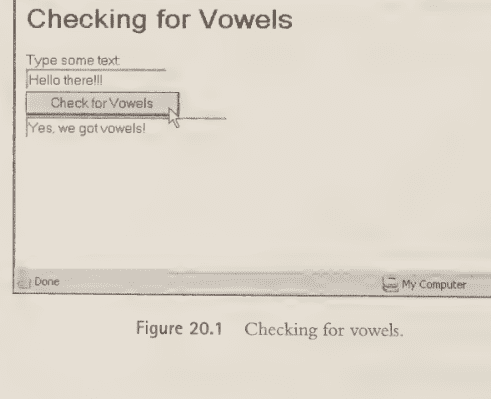 Checking for Vowels
Type some text:
Hello there!!!
Check for Vowels
Yes, we got vowels!
Done
My Computer
Figure 20.1 Checking for vowels.